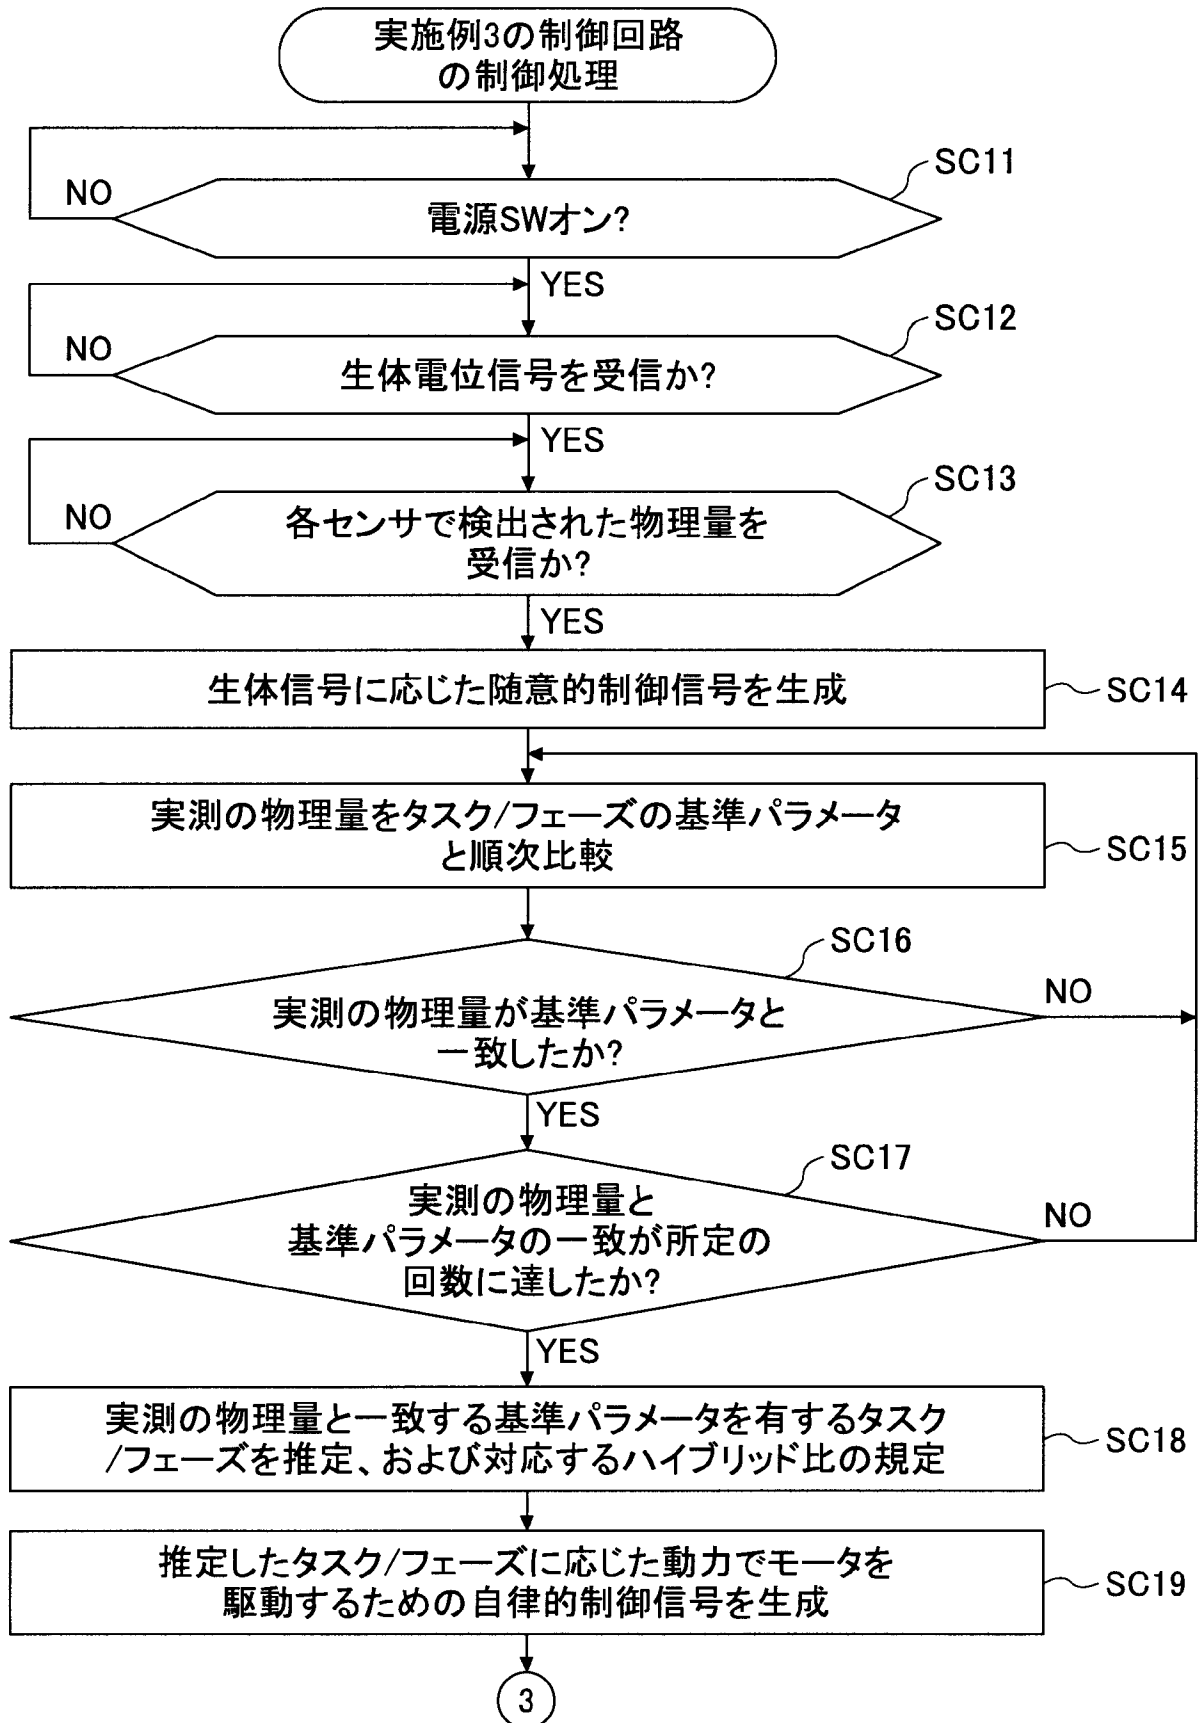 実施例3の制御回路
の制御処理
SC11
NO
電源SWオン?
YES
SC12
NO
生体電位信号を受信か?
YES
SC13
NO
各センサで検出された物理量を
受信か?
YES
生体信号に応じた随意的制御信号を生成
SC14
実測の物理量をタスク/フェーズの基準パラメータ
と順次比較
SC15
SC16
NO
実測の物理量が基準パラメータと
一致したか?
YES
SC17
実測の物理量と
NO
基準パラメータの一致が所定の
回数に達したか?
YES
実測の物理量と一致する基準パラメータを有するタスク
/フェーズを推定、および対応するハイブリッド比の規定
SC18
推定したタスク/フェーズに応じた動力でモータを
駆動するための自律的制御信号を生成
SC19
3